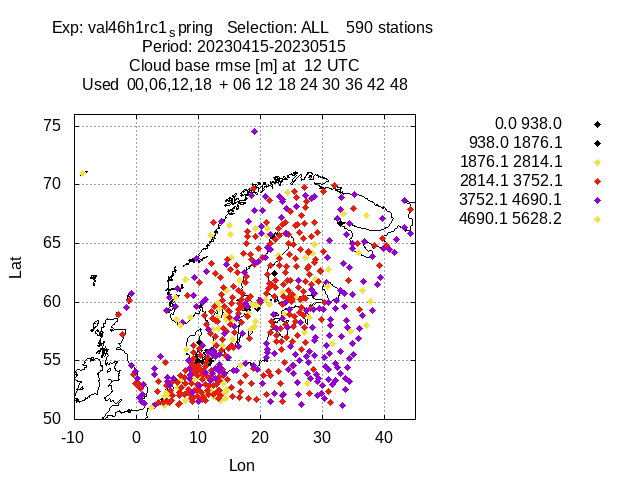 Exp: val46h1rc1spring   Selection: ALL    590 stations
Period: 20230415-20230515
Cloud base rmse [m] at  12 UTC
Used  00,06,12,18  + 06 12 18 24 30 36 42 48
0.0 938.0
938.0 1876.1
1876.1 2814.1
2814.1 3752.1
3752.1 4690.1
4690.1 5628.2
75
70
65
60
55
50
Lat
-10 0 10 20 30 40
Lon